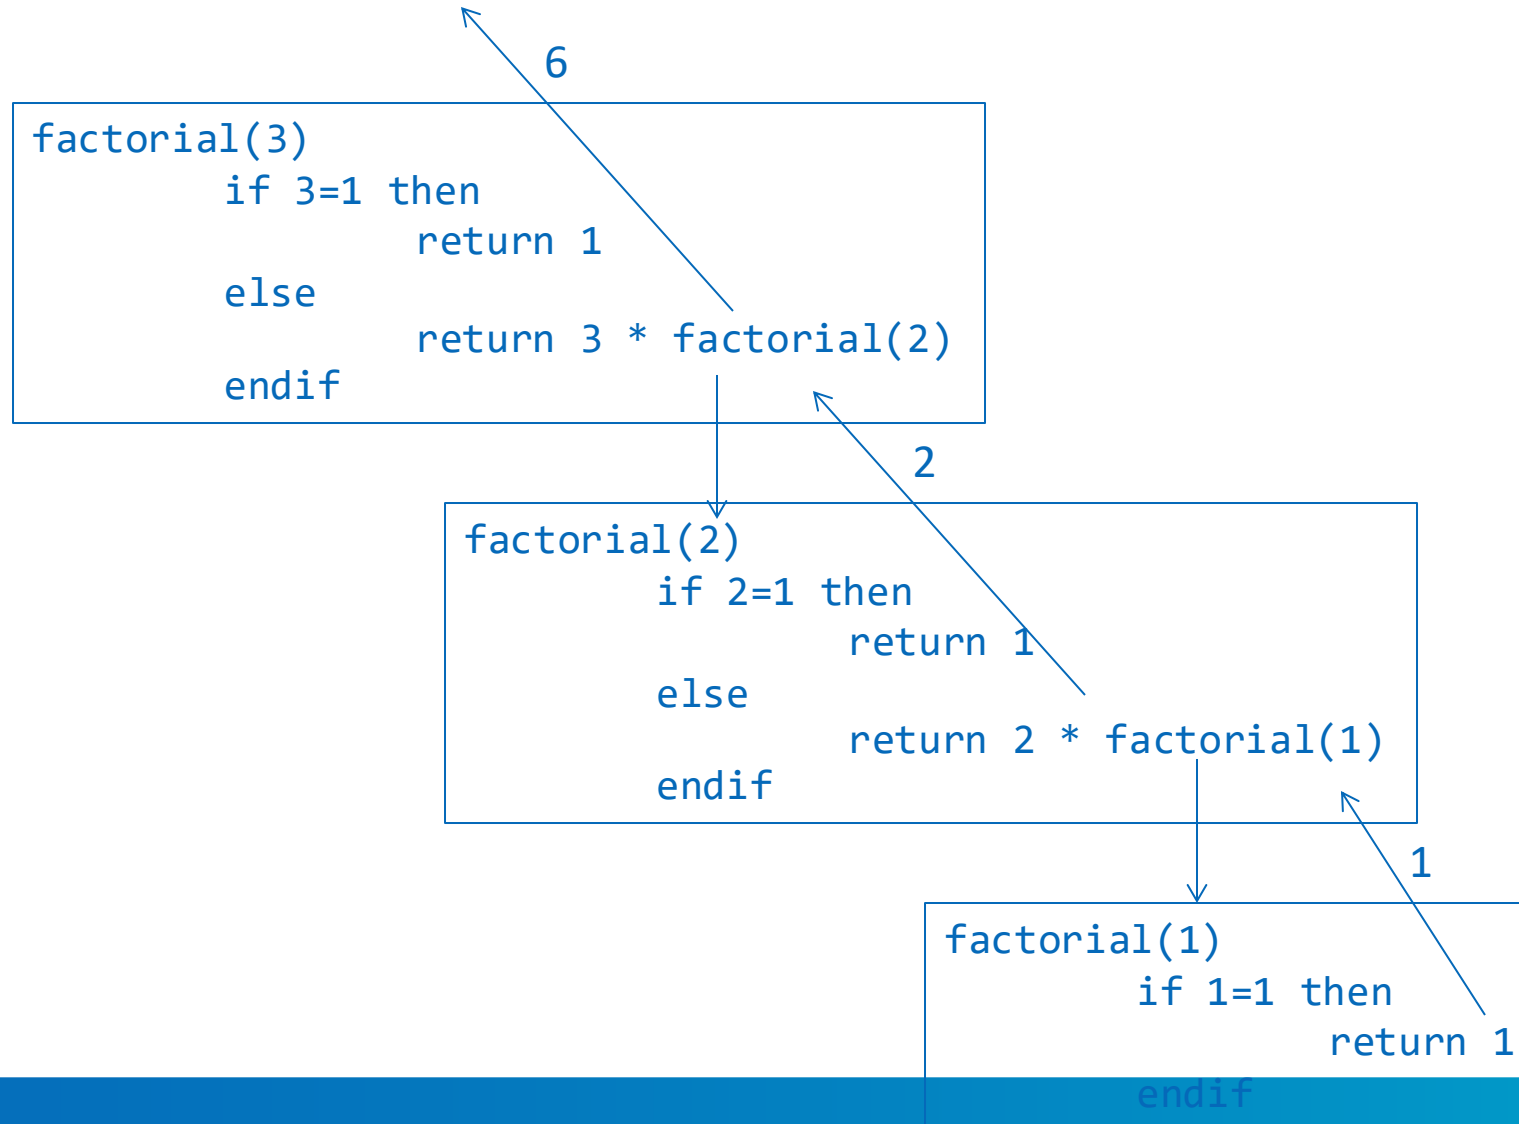 6
factorial(3)
if 3=1 then
return 1
else
return 3 * factorial(2)
endif
2
factorial(2)
if 2=1 then
return 1
else
return 2 * factorial(1)
endif
1
factorial(1)
if 1=1 then
return 1
endif